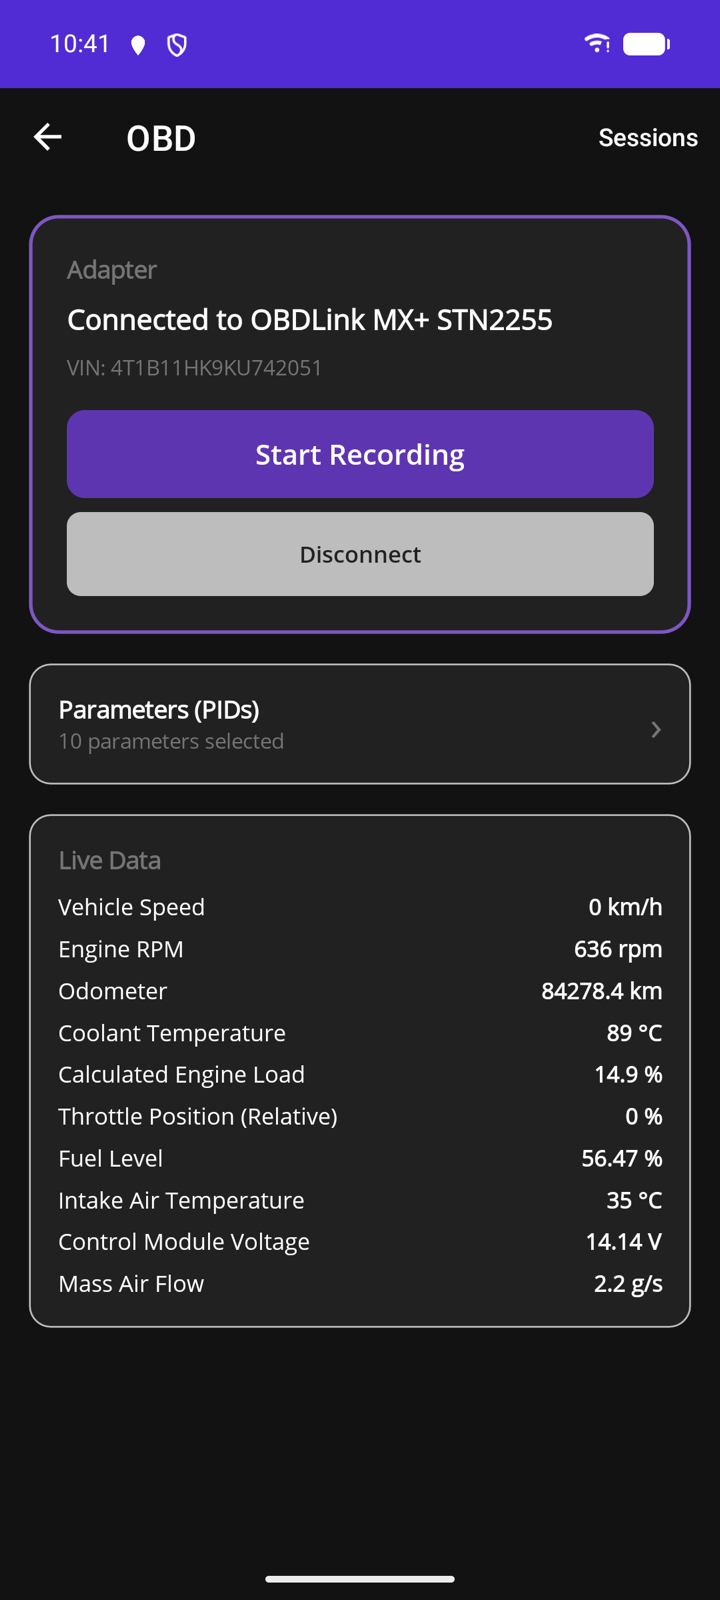 10:41
OBD
Sessions
Adapter
Connected to OBDLink MX+ STN2255
VIN: 4T1B11HK9KU742051
Start Recording
Disconnect
Parameters (PIDs)
10 parameters selected
Live Data
Vehicle Speed 0 km/h
Engine RPM 636 rpm
Odometer 84278.4 km
Coolant Temperature 89 °C
Calculated Engine Load 14.9 %
Throttle Position (Relative) 0 %
Fuel Level 56.47 %
Intake Air Temperature 35 °C
Control Module Voltage 14.14 V
Mass Air Flow 2.2 g/s